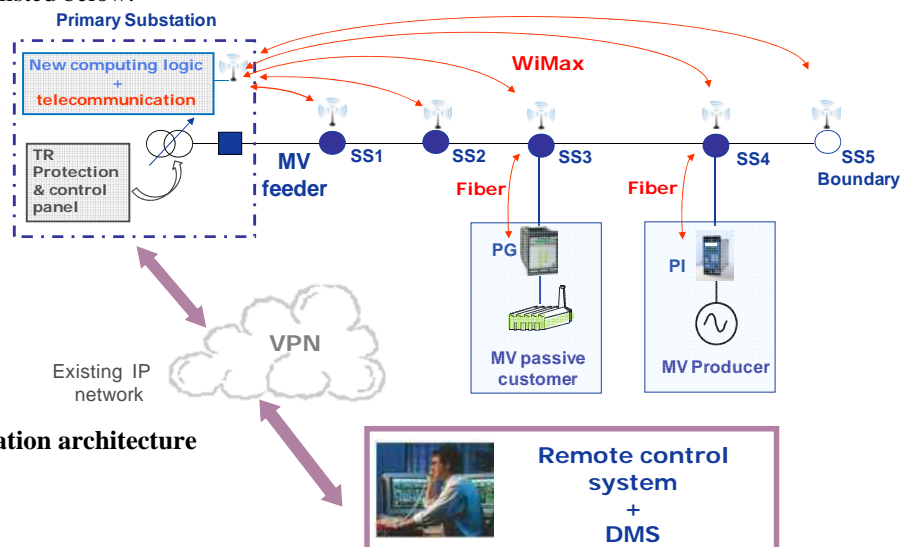 Primary Substation
New computing logic
+
telecommunication
WiMax
TR
Protection
& control
panel
MV
feeder
SS1
SS2
SS3
SS4
SS5
Boundary
Fiber
Fiber
PG
PI
MV passive
customer
MV Producer
VPN
Existing IP
network
ation architecture
Remote control
system
+
DMS